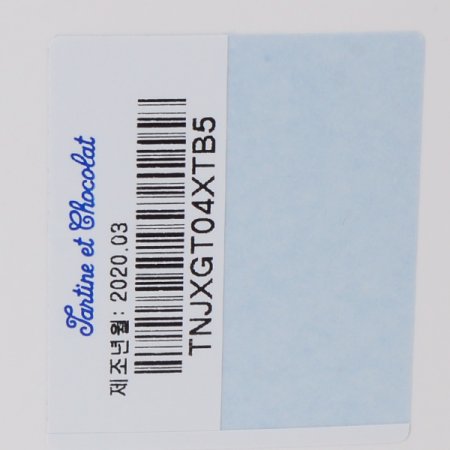 Tartine et Chocolat
제조년월: 2020.03
TNJXGT04XTB5